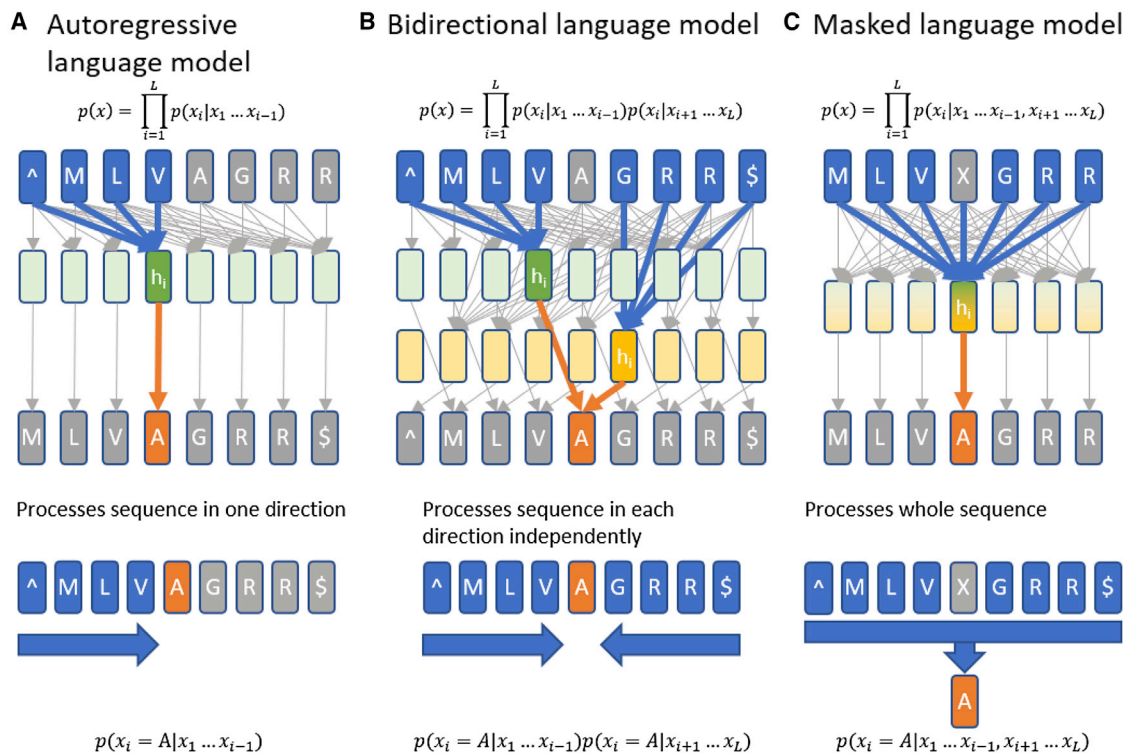 A Autoregressive
language model
p(x) = ∏_{i=1}^{L} p(x_i|x_1 … x_{i−1})
^ M L V A G R R
h_i
M L V A G R R $
Processes sequence in one direction
^ M L V A G R R $
p(x_i = A|x_1 … x_{i−1})
B Bidirectional language model
p(x) = ∏_{i=1}^{L} p(x_i|x_1 … x_{i−1})p(x_i|x_{i+1} … x_L)
^ M L V A G R R $
h_i
h_i
^ M L V A G R R $
Processes sequence in each
direction independently
^ M L V A G R R $
p(x_i = A|x_1 … x_{i−1})p(x_i = A|x_{i+1} … x_L)
C Masked language model
p(x) = ∏_{i=1}^{L} p(x_i|x_1 … x_{i−1}, x_{i+1} … x_L)
M L V X G R R
h_i
M L V A G R R
Processes whole sequence
^ M L V X G R R $
A
p(x_i = A|x_1 … x_{i−1}, x_{i+1} … x_L)